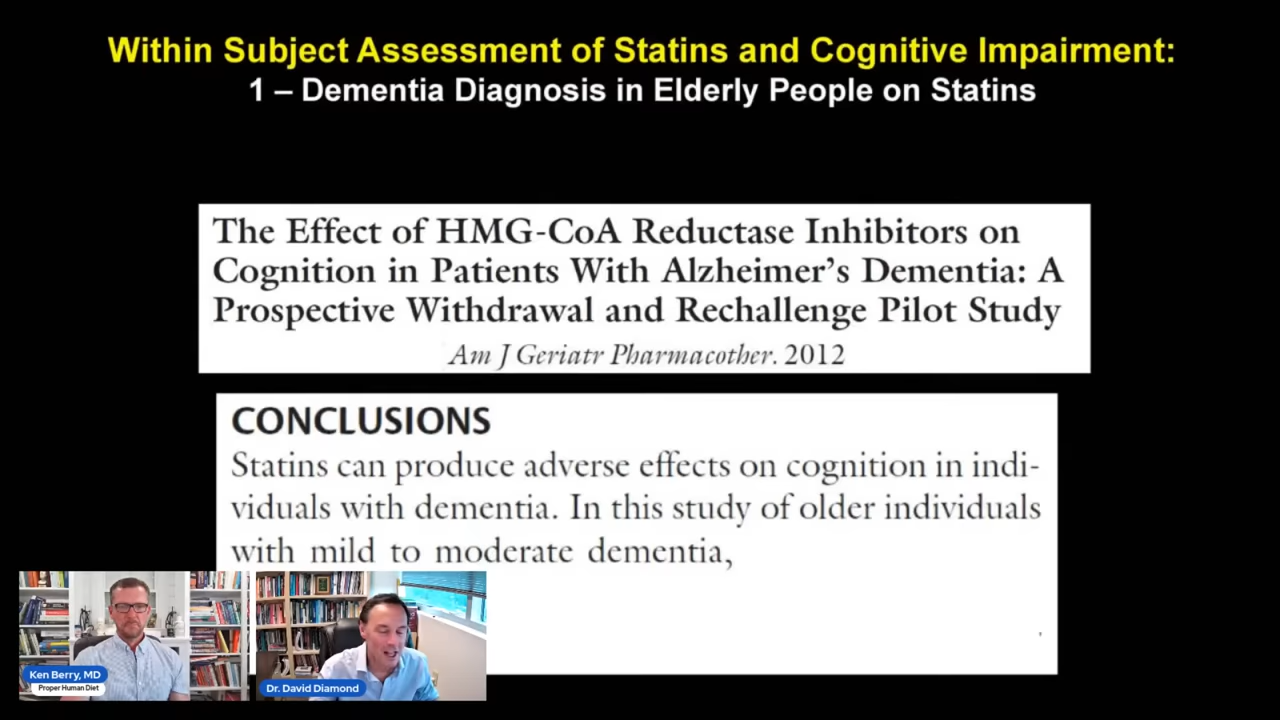 Within Subject Assessment of Statins and Cognitive Impairment:
1 – Dementia Diagnosis in Elderly People on Statins
The Effect of HMG-CoA Reductase Inhibitors on
Cognition in Patients With Alzheimer’s Dementia: A
Prospective Withdrawal and Rechallenge Pilot Study
Am J Geriatr Pharmacother. 2012
CONCLUSIONS
Statins can produce adverse effects on cognition in indi-
viduals with dementia. In this study of older individuals
with mild to moderate dementia,
Ken Berry, MD
Proper Human Diet
Dr. David Diamond